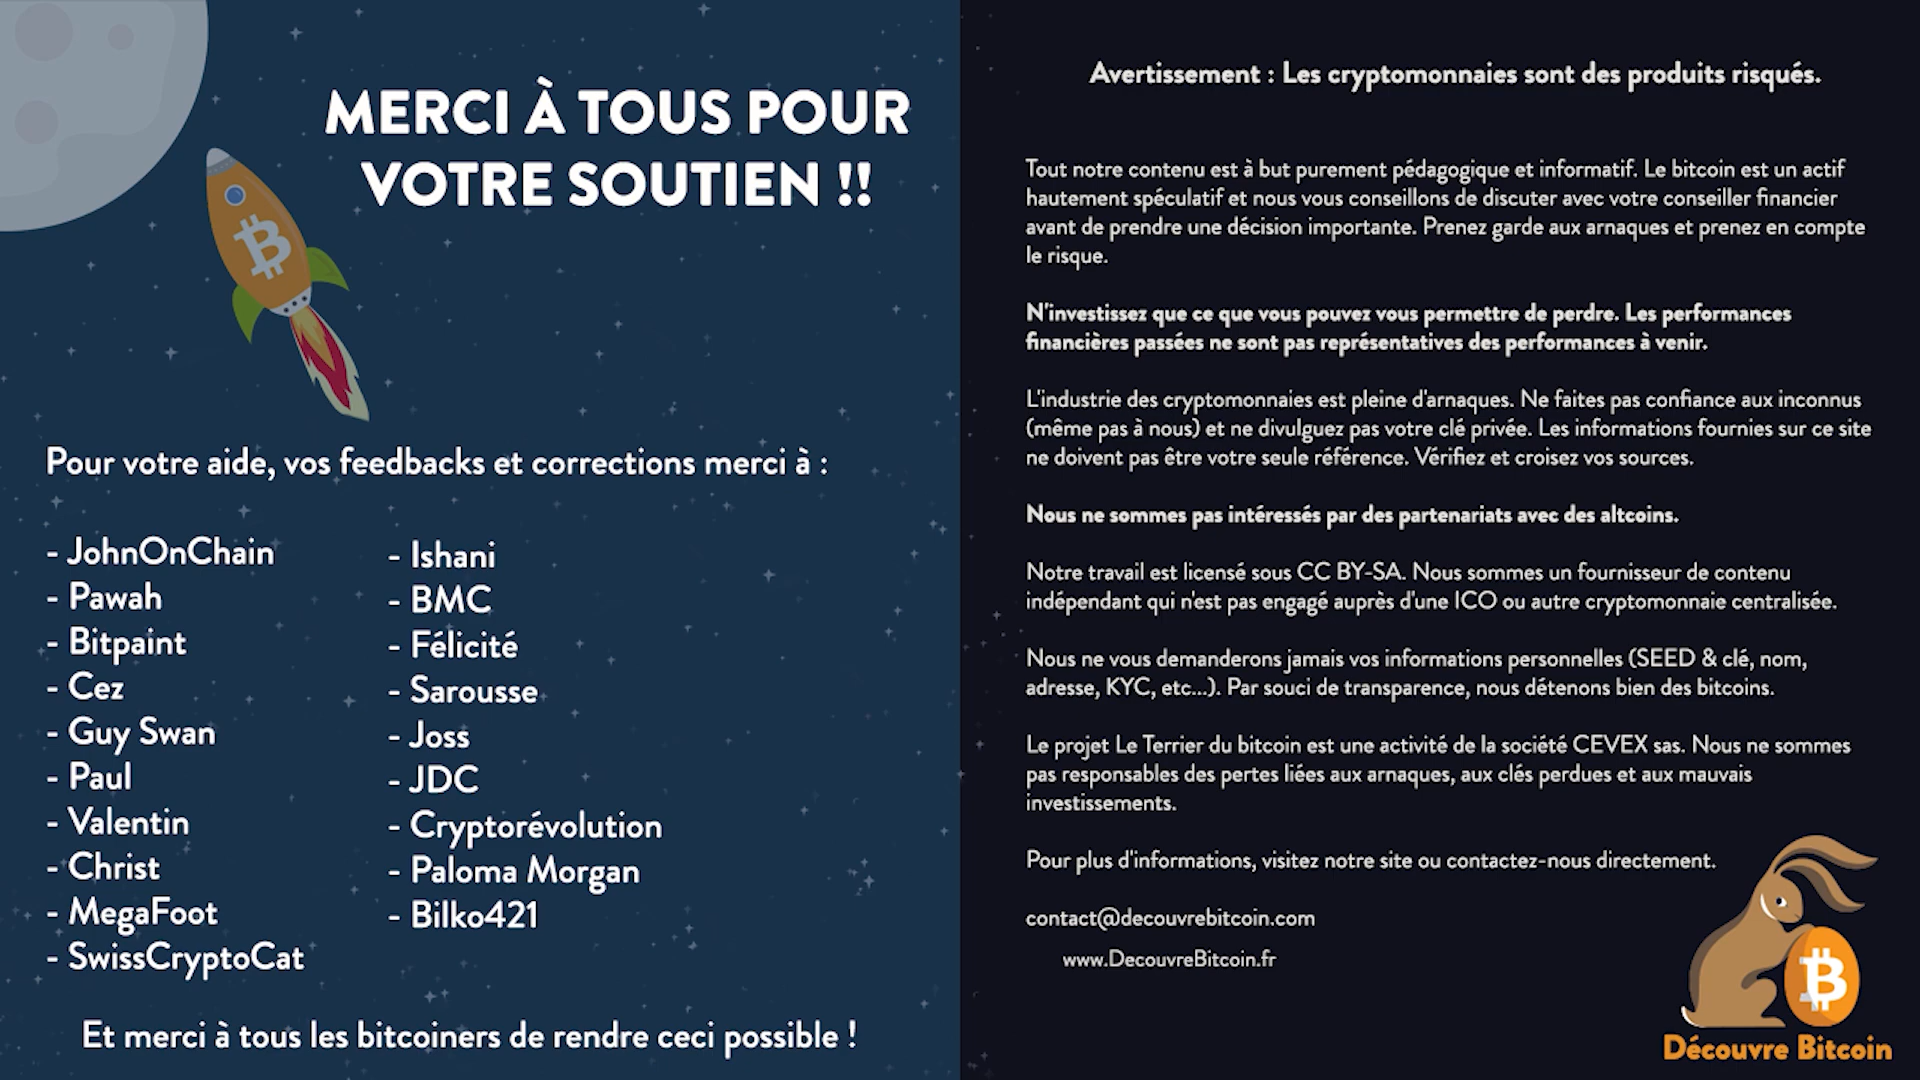 MERCI À TOUS POUR
VOTRE SOUTIEN !!
Pour votre aide, vos feedbacks et corrections merci à :
- JohnOnChain
- Pawah
- Bitpaint
- Cez
- Guy Swan
- Paul
- Valentin
- Christ
- MegaFoot
- SwissCryptoCat
- Ishani
- BMC
- Félicité
- Sarousse
- Joss
- JDC
- Cryptorévolution
- Paloma Morgan
- Bilko421
Et merci à tous les bitcoiners de rendre ceci possible !
Avertissement : Les cryptomonnaies sont des produits risqués.
Tout notre contenu est à but purement pédagogique et informatif. Le bitcoin est un actif
hautement spéculatif et nous vous conseillons de discuter avec votre conseiller financier
avant de prendre une décision importante. Prenez garde aux arnaques et prenez en compte
le risque.
N'investissez que ce que vous pouvez vous permettre de perdre. Les performances
financières passées ne sont pas représentatives des performances à venir.
L'industrie des cryptomonnaies est pleine d'arnaques. Ne faites pas confiance aux inconnus
(même pas à nous) et ne divulguez pas votre clé privée. Les informations fournies sur ce site
ne doivent pas être votre seule référence. Vérifiez et croisez vos sources.
Nous ne sommes pas intéressés par des partenariats avec des altcoins.
Notre travail est licensé sous CC BY-SA. Nous sommes un fournisseur de contenu
indépendant qui n'est pas engagé auprès d'une ICO ou autre cryptomonnaie centralisée.
Nous ne vous demanderons jamais vos informations personnelles (SEED & clé, nom,
adresse, KYC, etc...). Par souci de transparence, nous détenons bien des bitcoins.
Le projet Le Terrier du bitcoin est une activité de la société CEVEX sas. Nous ne sommes
pas responsables des pertes liées aux arnaques, aux clés perdues et aux mauvais
investissements.
Pour plus d'informations, visitez notre site ou contactez-nous directement.
contact@decouvrebitcoin.com
www.DecouvreBitcoin.fr
Découvre Bitcoin